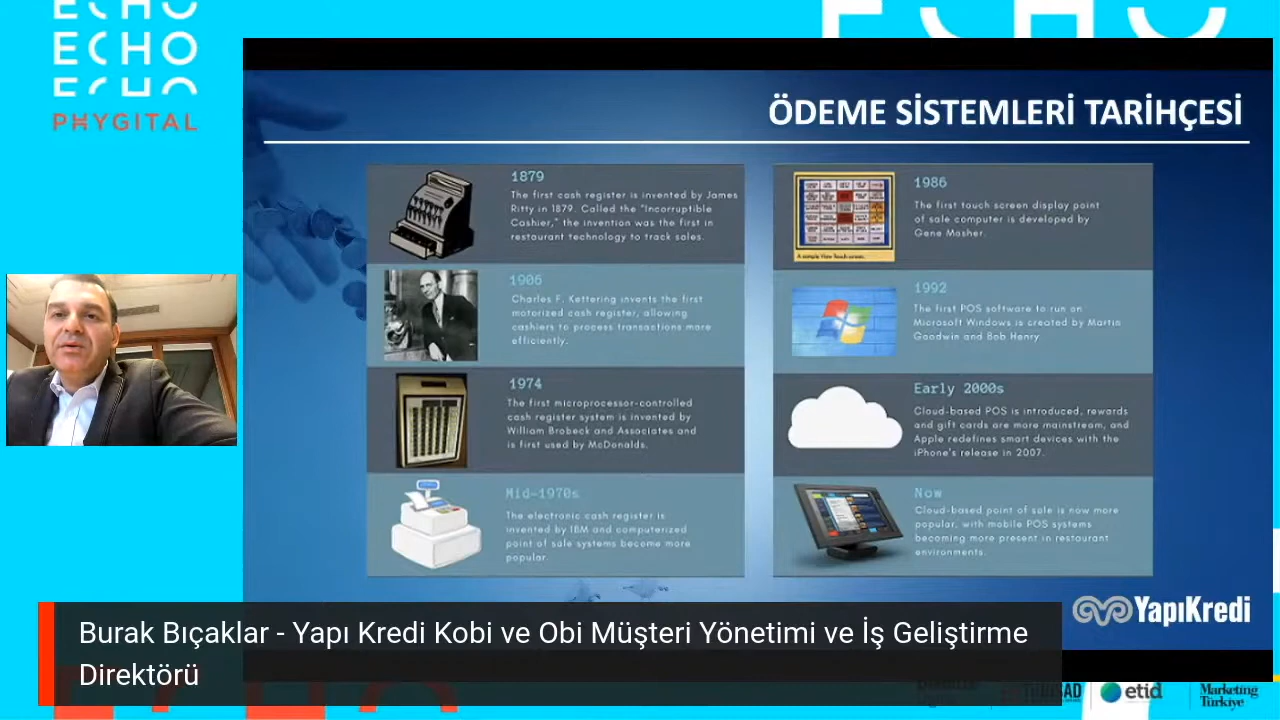 ECHO
ECHO
ECHO
PHYGITAL
ECHO
ÖDEME SİSTEMLERİ TARİHÇESİ
1879
The first cash register is invented by James
Ritty in 1879. Called the "Incorruptible
Cashier," the invention was the first in
restaurant technology to track sales.
1906
Charles F. Kettering invents the first
motorized cash register, allowing
cashiers to process transactions more
efficiently.
1974
The first microprocessor-controlled
cash register system is invented by
William Brobeck and Associates and
is first used by McDonalds.
Mid-1970s
The electronic cash register is
invented by IBM and computerized
point of sale systems become more
popular.
1986
The first touch screen display point
of sale computer is developed by
Gene Mosher.
A sample View Touch screen.
1992
The first POS software to run on
Microsoft Windows is created by Martin
Goodwin and Bob Henry
Early 2000s
Cloud-based POS is introduced, rewards
and gift cards are more mainstream, and
Apple redefines smart devices with the
iPhone's release in 2007.
Now
Cloud-based point of sale is now more
popular, with mobile POS systems
becoming more present in restaurant
environments.
YapıKredi
Burak Bıçaklar - Yapı Kredi Kobi ve Obi Müşteri Yönetimi ve İş Geliştirme
Direktörü
etid
Marketing
Türkiye